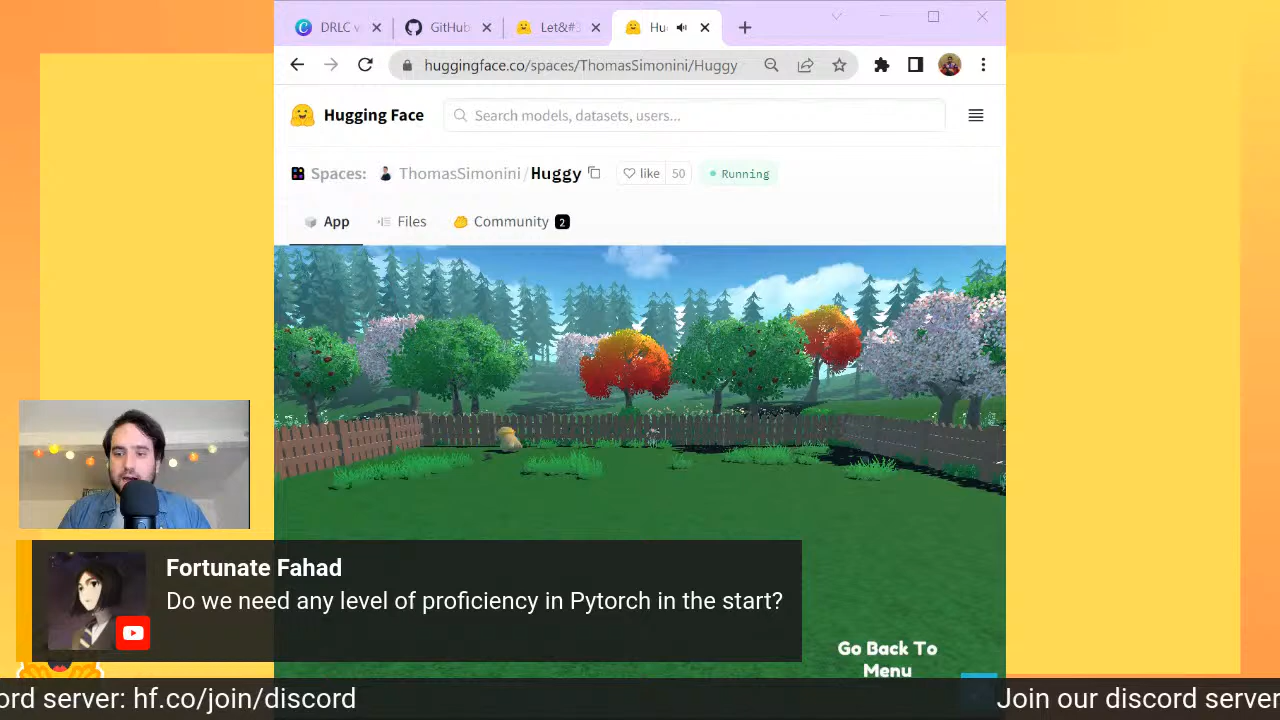 DRLC v
GitHub
Let&#3
Hu
huggingface.co/spaces/ThomasSimonini/Huggy
Hugging Face
Search models, datasets, users...
Spaces: ThomasSimonini/Huggy
like 50
Running
App
Files
Community 2
Fortunate Fahad
Do we need any level of proficiency in Pytorch in the start?
Go Back To
Menu
ord server: hf.co/join/discord
Join our discord server